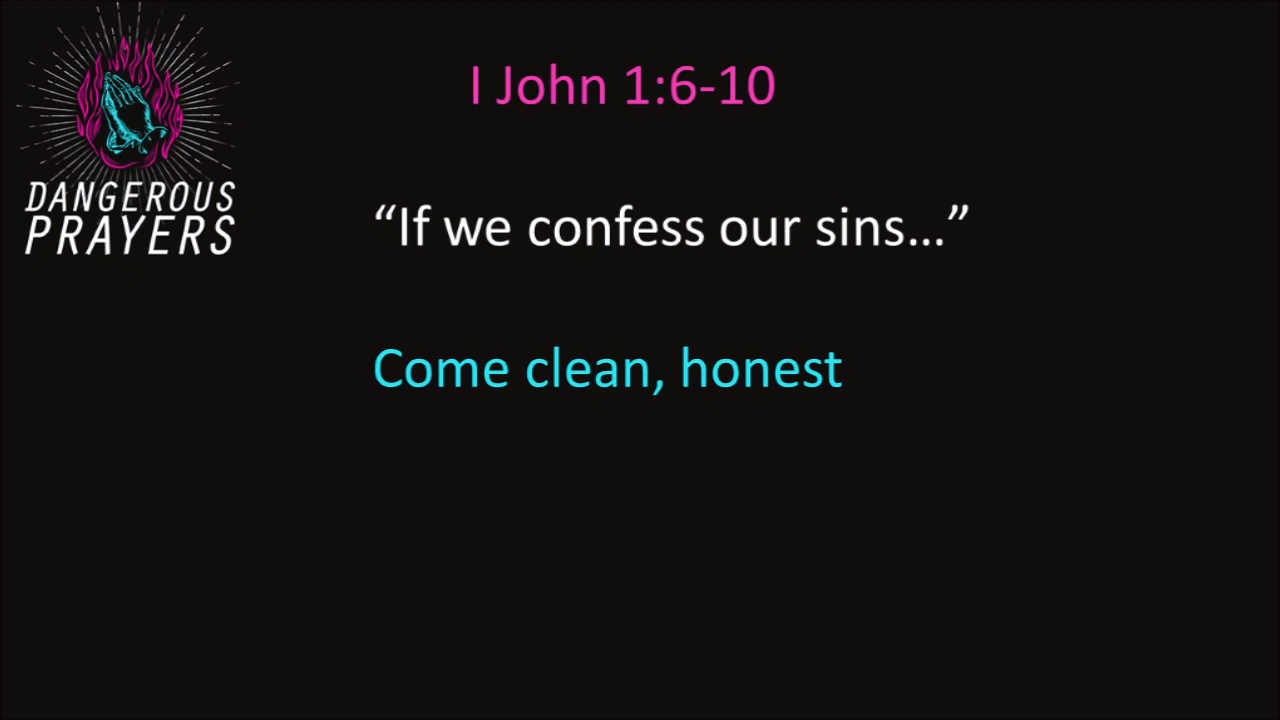 DANGEROUS
PRAYERS
I John 1:6-10
“If we confess our sins…”
Come clean, honest